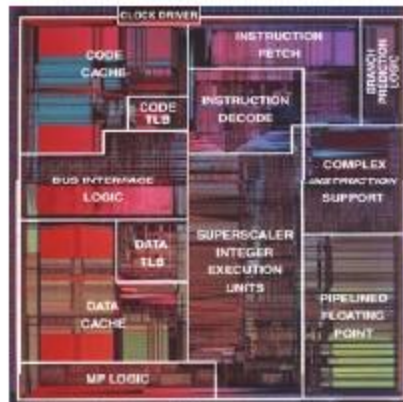 CLOCK DRIVER
CODE
CACHE
INSTRUCTION
FETCH
BRANCH
PREDICTION
LOGIC
CODE
TLB
INSTRUCTION
DECODE
BUS INTERFACE
LOGIC
COMPLEX
INSTRUCTION
SUPPORT
DATA
TLB
SUPERSCALER
INTEGER
EXECUTION
UNITS
DATA
CACHE
PIPELINED
FLOATING
POINT
MP LOGIC